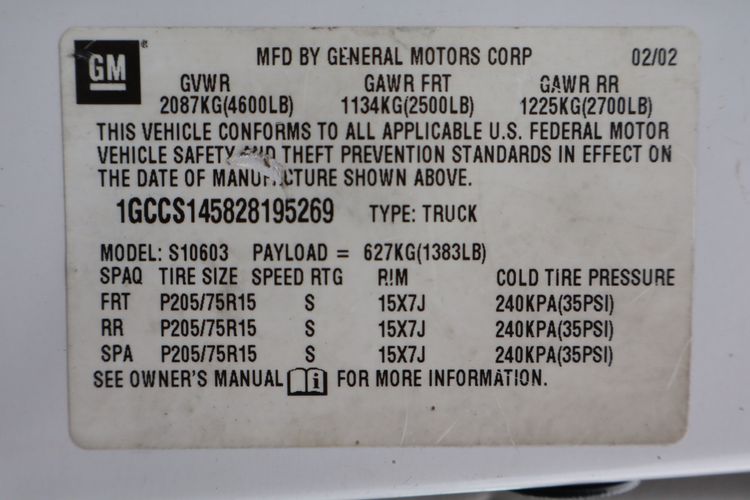 GM
MFD BY GENERAL MOTORS CORP 02/02
GVWR GAWR FRT GAWR RR
2087KG(4600LB) 1134KG(2500LB) 1225KG(2700LB)
THIS VEHICLE CONFORMS TO ALL APPLICABLE U.S. FEDERAL MOTOR
VEHICLE SAFETY AND THEFT PREVENTION STANDARDS IN EFFECT ON
THE DATE OF MANUFACTURE SHOWN ABOVE.
1GCCS145828195269 TYPE: TRUCK
MODEL: S10603 PAYLOAD = 627KG(1383LB)
SPAQ TIRE SIZE SPEED RTG RIM COLD TIRE PRESSURE
FRT P205/75R15 S 15X7J 240KPA(35PSI)
RR P205/75R15 S 15X7J 240KPA(35PSI)
SPA P205/75R15 S 15X7J 240KPA(35PSI)
SEE OWNER'S MANUAL i FOR MORE INFORMATION.